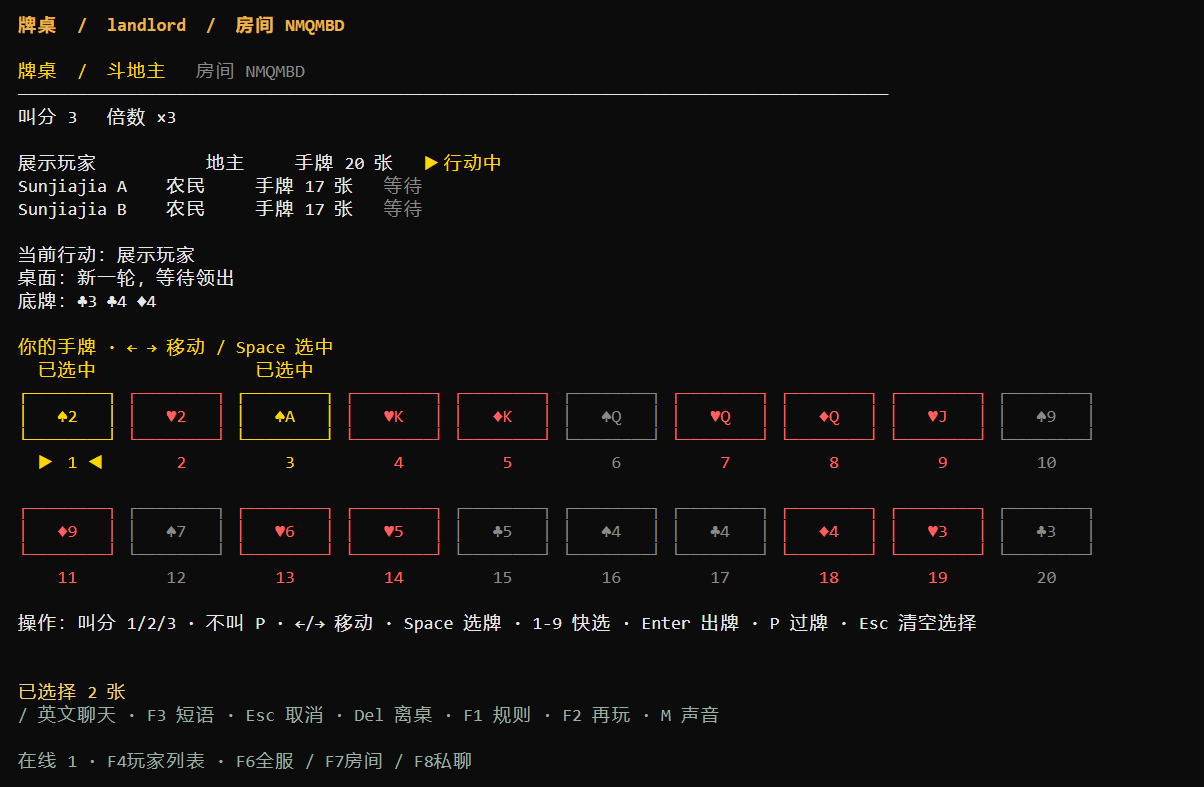 牌桌 / landlord / 房间 NMQMBD
牌桌 / 斗地主 房间 NMQMBD
叫分 3 倍数 ×3
展示玩家 地主 手牌 20 张 ▶ 行动中
Sunjiajia A 农民 手牌 17 张 等待
Sunjiajia B 农民 手牌 17 张 等待
当前行动: 展示玩家
桌面: 新一轮, 等待领出
底牌: ♣3 ♣4 ♦4
你的手牌 · ← → 移动 / Space 选中
已选中 已选中
♠2 ♥2 ♠A ♥K ♦K ♠Q ♥Q ♦Q ♥J ♠9
▶ 1 ◀ 2 3 4 5 6 7 8 9 10
♦9 ♠7 ♥6 ♥5 ♣5 ♠4 ♣4 ♦4 ♥3 ♣3
11 12 13 14 15 16 17 18 19 20
操作: 叫分 1/2/3 · 不叫 P · ←/→ 移动 · Space 选牌 · 1-9 快选 · Enter 出牌 · P 过牌 · Esc 清空选择
已选择 2 张
/ 英文聊天 · F3 短语 · Esc 取消 · Del 离桌 · F1 规则 · F2 再玩 · M 声音
在线 1 · F4玩家列表 · F6全服 / F7房间 / F8私聊